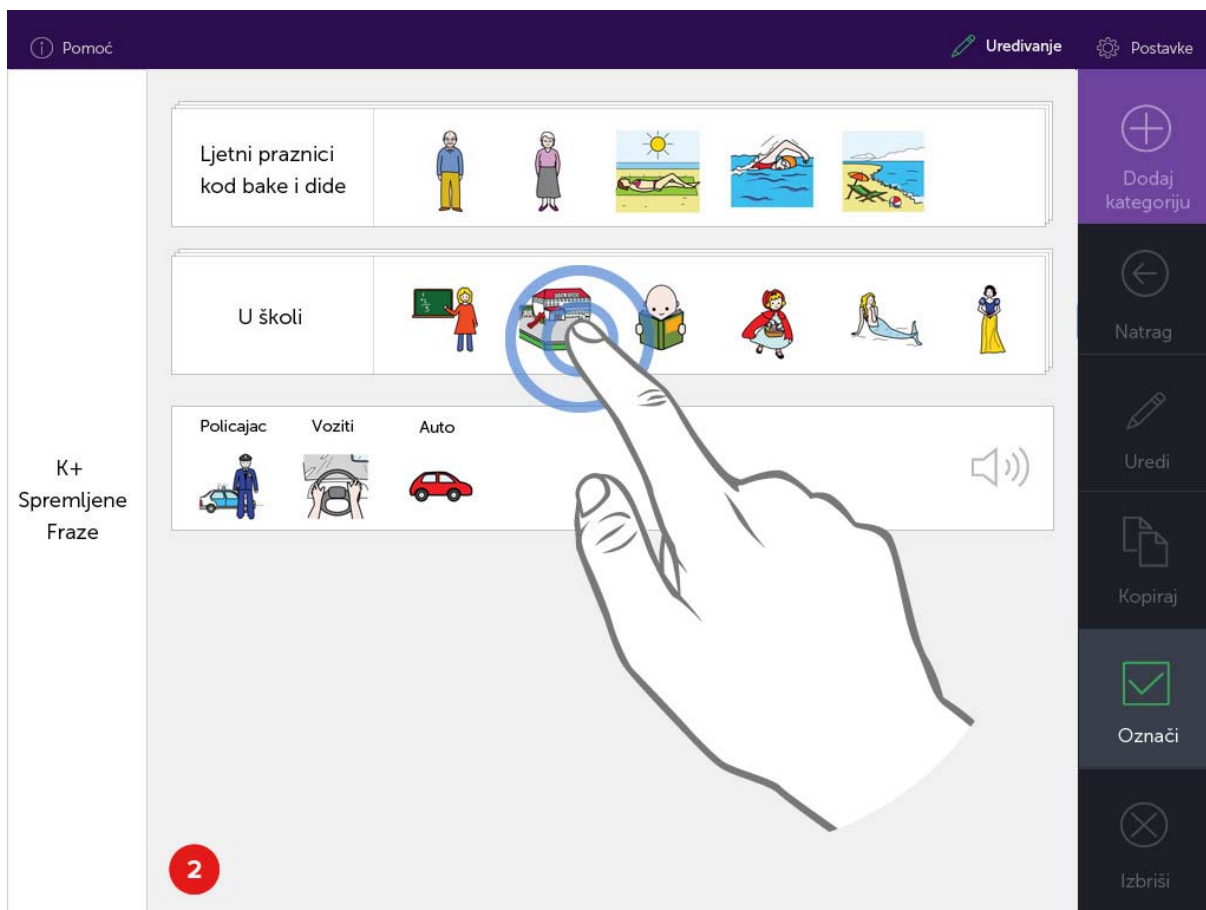 Pomoć
Uredivanje
Postavke
Ljetni praznici
kod bake i dide
Dodaj
kategoriju
U školi
Natrag
Policajac Voziti Auto
K+
Spremljene
Fraze
Uredi
Kopiraj
Označi
2
Izbriši